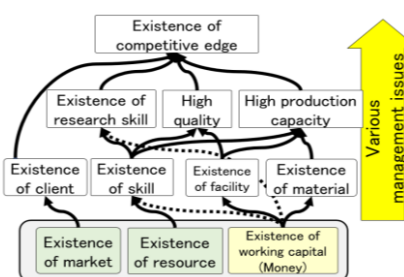 Existence of
competitive edge
Existence of
research skill
High
quality
High production
capacity
Existence
of client
Existence
of skill
Existence
of facility
Existence
of material
Existence
of market
Existence
of resource
Existence of
working capital
(Money)
Various
management issues